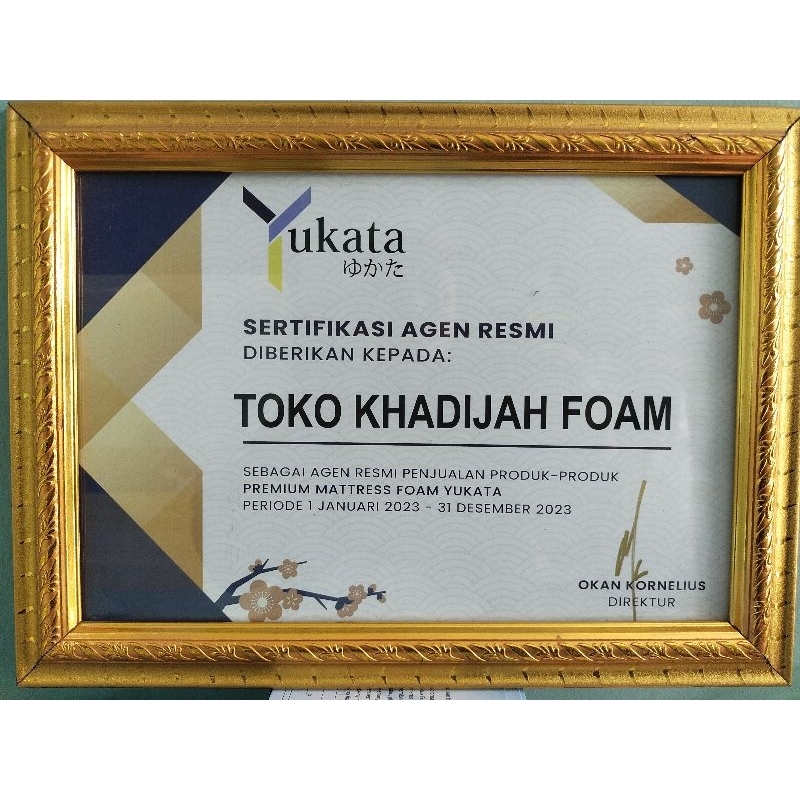 Yukata
ゆかた
SERTIFIKASI AGEN RESMI
DIBERIKAN KEPADA:
TOKO KHADIJAH FOAM
SEBAGAI AGEN RESMI PENJUALAN PRODUK-PRODUK
PREMIUM MATTRESS FOAM YUKATA
PERIODE 1 JANUARI 2023 - 31 DESEMBER 2023
OKAN KORNELIUS
DIREKTUR